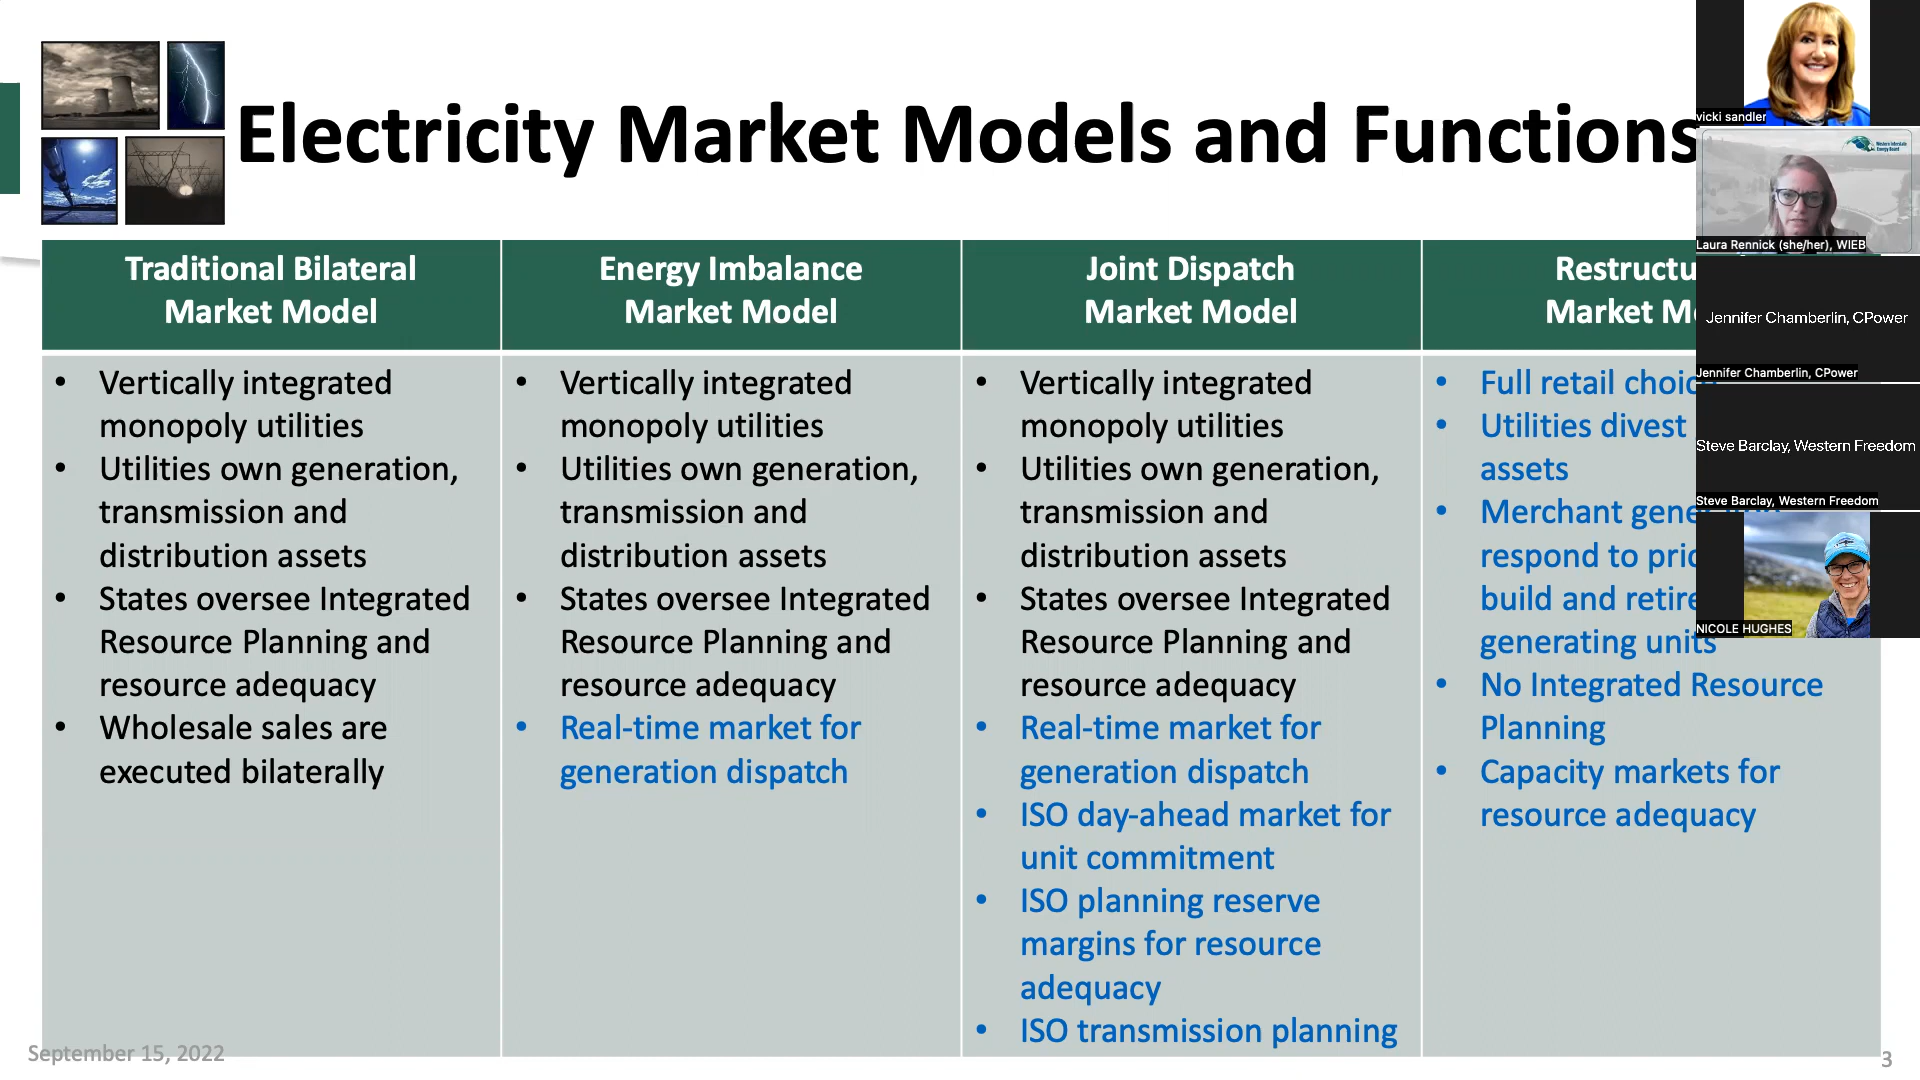 Electricity Market Models and Functions
Traditional Bilateral
Market Model
Vertically integrated
monopoly utilities
Utilities own generation,
transmission and
distribution assets
States oversee Integrated
Resource Planning and
resource adequacy
Wholesale sales are
executed bilaterally
Energy Imbalance
Market Model
Vertically integrated
monopoly utilities
Utilities own generation,
transmission and
distribution assets
States oversee Integrated
Resource Planning and
resource adequacy
Real-time market for
generation dispatch
Joint Dispatch
Market Model
Vertically integrated
monopoly utilities
Utilities own generation,
transmission and
distribution assets
States oversee Integrated
Resource Planning and
resource adequacy
Real-time market for
generation dispatch
ISO day-ahead market for
unit commitment
ISO planning reserve
margins for resource
adequacy
ISO transmission planning
Market
Full retail
Utilities divest
assets
Merchant
respond to
build and retire
generating units
No Integrated Resource
Planning
Capacity markets for
resource adequacy
vicki sandler
Western Interstate
Energy Board
Laura Rennick (she/her), WIEB
Jennifer Chamberlin, CPower
Jennifer Chamberlin, CPower
Steve Barclay, Western Freedom
Steve Barclay, Western Freedom
NICOLE HUGHES
September 15, 2022
3